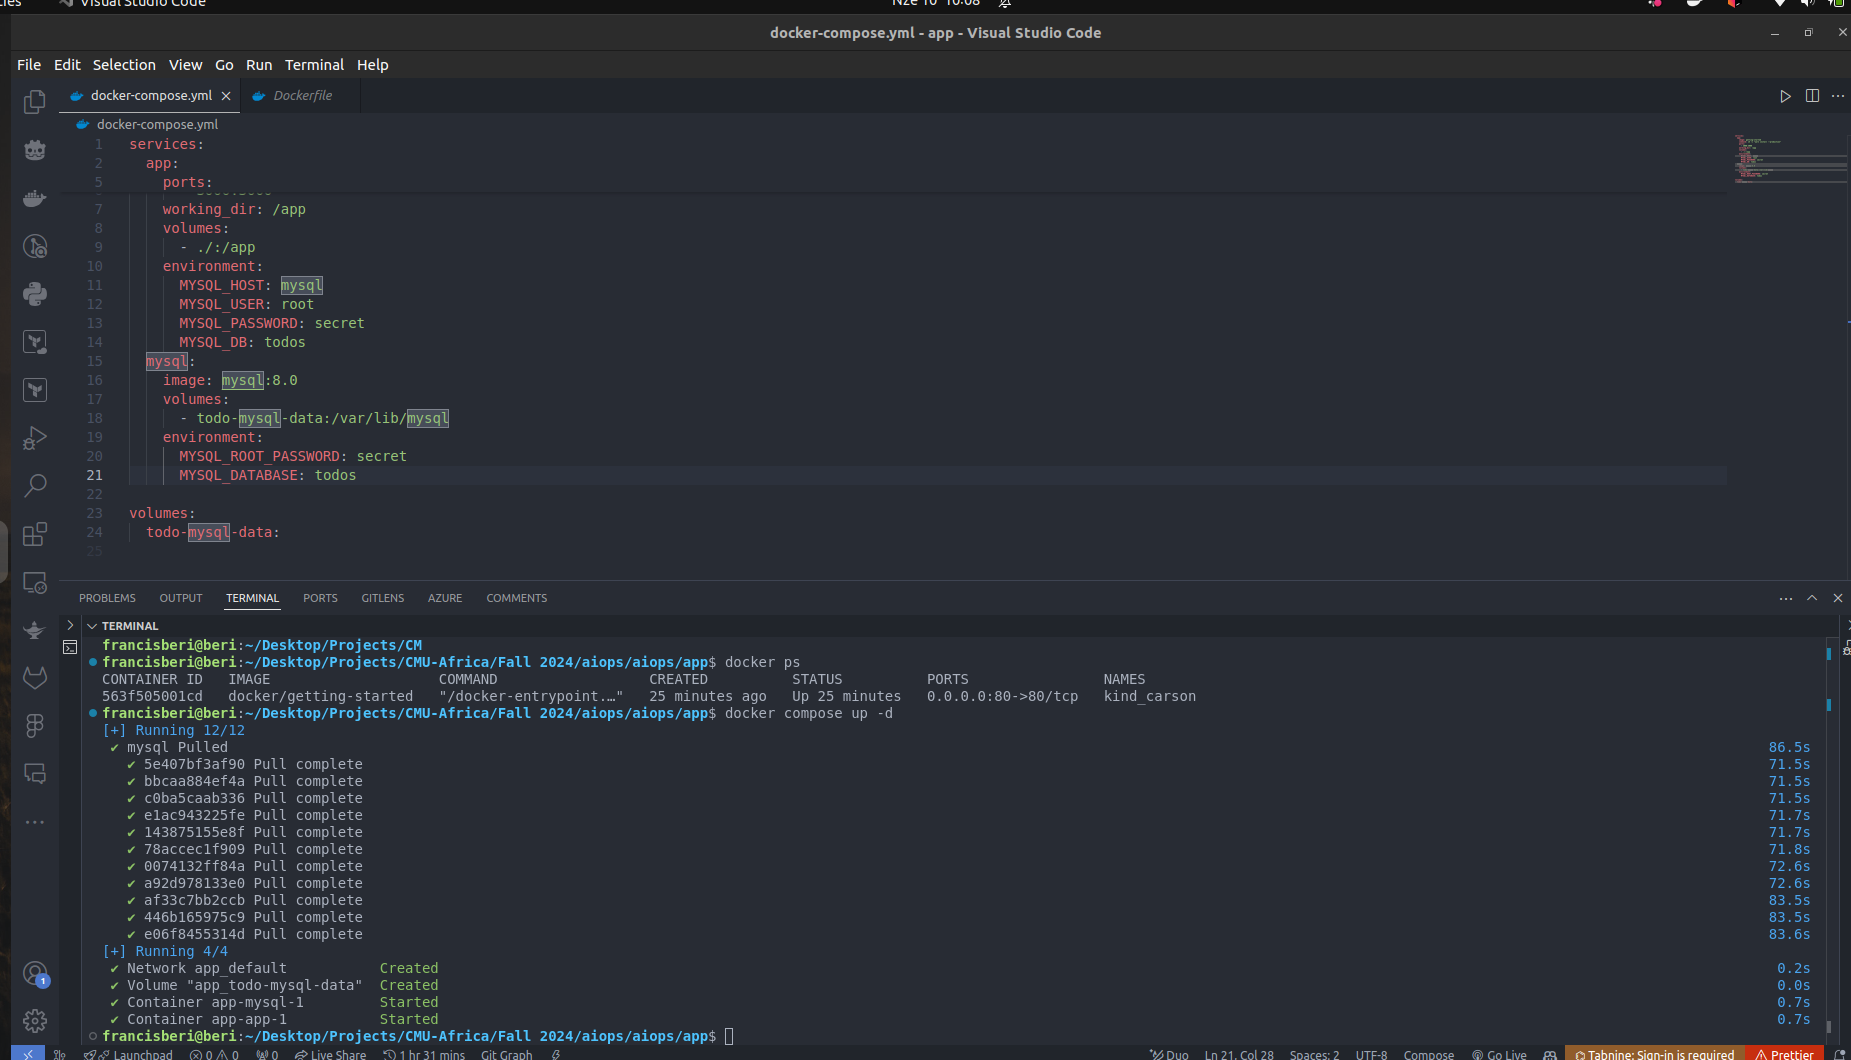 Visual Studio Code
Nze 10 10:08
docker-compose.yml - app - Visual Studio Code
File Edit Selection View Go Run Terminal Help
docker-compose.yml Dockerfile
docker-compose.yml
1 services:
2 app:
5 ports:
7 working_dir: /app
8 volumes:
9 - ./:/app
10 environment:
11 MYSQL_HOST: mysql
12 MYSQL_USER: root
13 MYSQL_PASSWORD: secret
14 MYSQL_DB: todos
15 mysql:
16 image: mysql:8.0
17 volumes:
18 - todo-mysql-data:/var/lib/mysql
19 environment:
20 MYSQL_ROOT_PASSWORD: secret
21 MYSQL_DATABASE: todos
22
23 volumes:
24 todo-mysql-data:
25
PROBLEMS OUTPUT TERMINAL PORTS GITLENS AZURE COMMENTS
TERMINAL
francisberi@beri:~/Desktop/Projects/CM
francisberi@beri:~/Desktop/Projects/CMU-Africa/Fall 2024/aiops/aiops/app$ docker ps
CONTAINER ID IMAGE COMMAND CREATED STATUS PORTS NAMES
563f505001cd docker/getting-started "/docker-entrypoint.…" 25 minutes ago Up 25 minutes 0.0.0.0:80->80/tcp kind_carson
francisberi@beri:~/Desktop/Projects/CMU-Africa/Fall 2024/aiops/aiops/app$ docker compose up -d
[+] Running 12/12
✔ mysql Pulled 86.5s
✔ 5e407bf3af90 Pull complete 71.5s
✔ bbcaa884ef4a Pull complete 71.5s
✔ c0ba5caab336 Pull complete 71.5s
✔ e1ac943225fe Pull complete 71.7s
✔ 143875155e8f Pull complete 71.7s
✔ 78accec1f909 Pull complete 71.8s
✔ 0074132ff84a Pull complete 72.6s
✔ a92d978133e0 Pull complete 72.6s
✔ af33c7bb2ccb Pull complete 83.5s
✔ 446b165975c9 Pull complete 83.5s
✔ e06f8455314d Pull complete 83.6s
[+] Running 4/4
✔ Network app_default Created 0.2s
✔ Volume "app_todo-mysql-data" Created 0.0s
✔ Container app-mysql-1 Started 0.7s
✔ Container app-app-1 Started 0.7s
francisberi@beri:~/Desktop/Projects/CMU-Africa/Fall 2024/aiops/aiops/app$
1
Launchpad 0 0 0 Live Share 1 hr 31 mins Git Graph Duo Ln 21, Col 28 Spaces: 2 UTF-8 Compose Go Live Tabnine: Sign-in is required Prettier